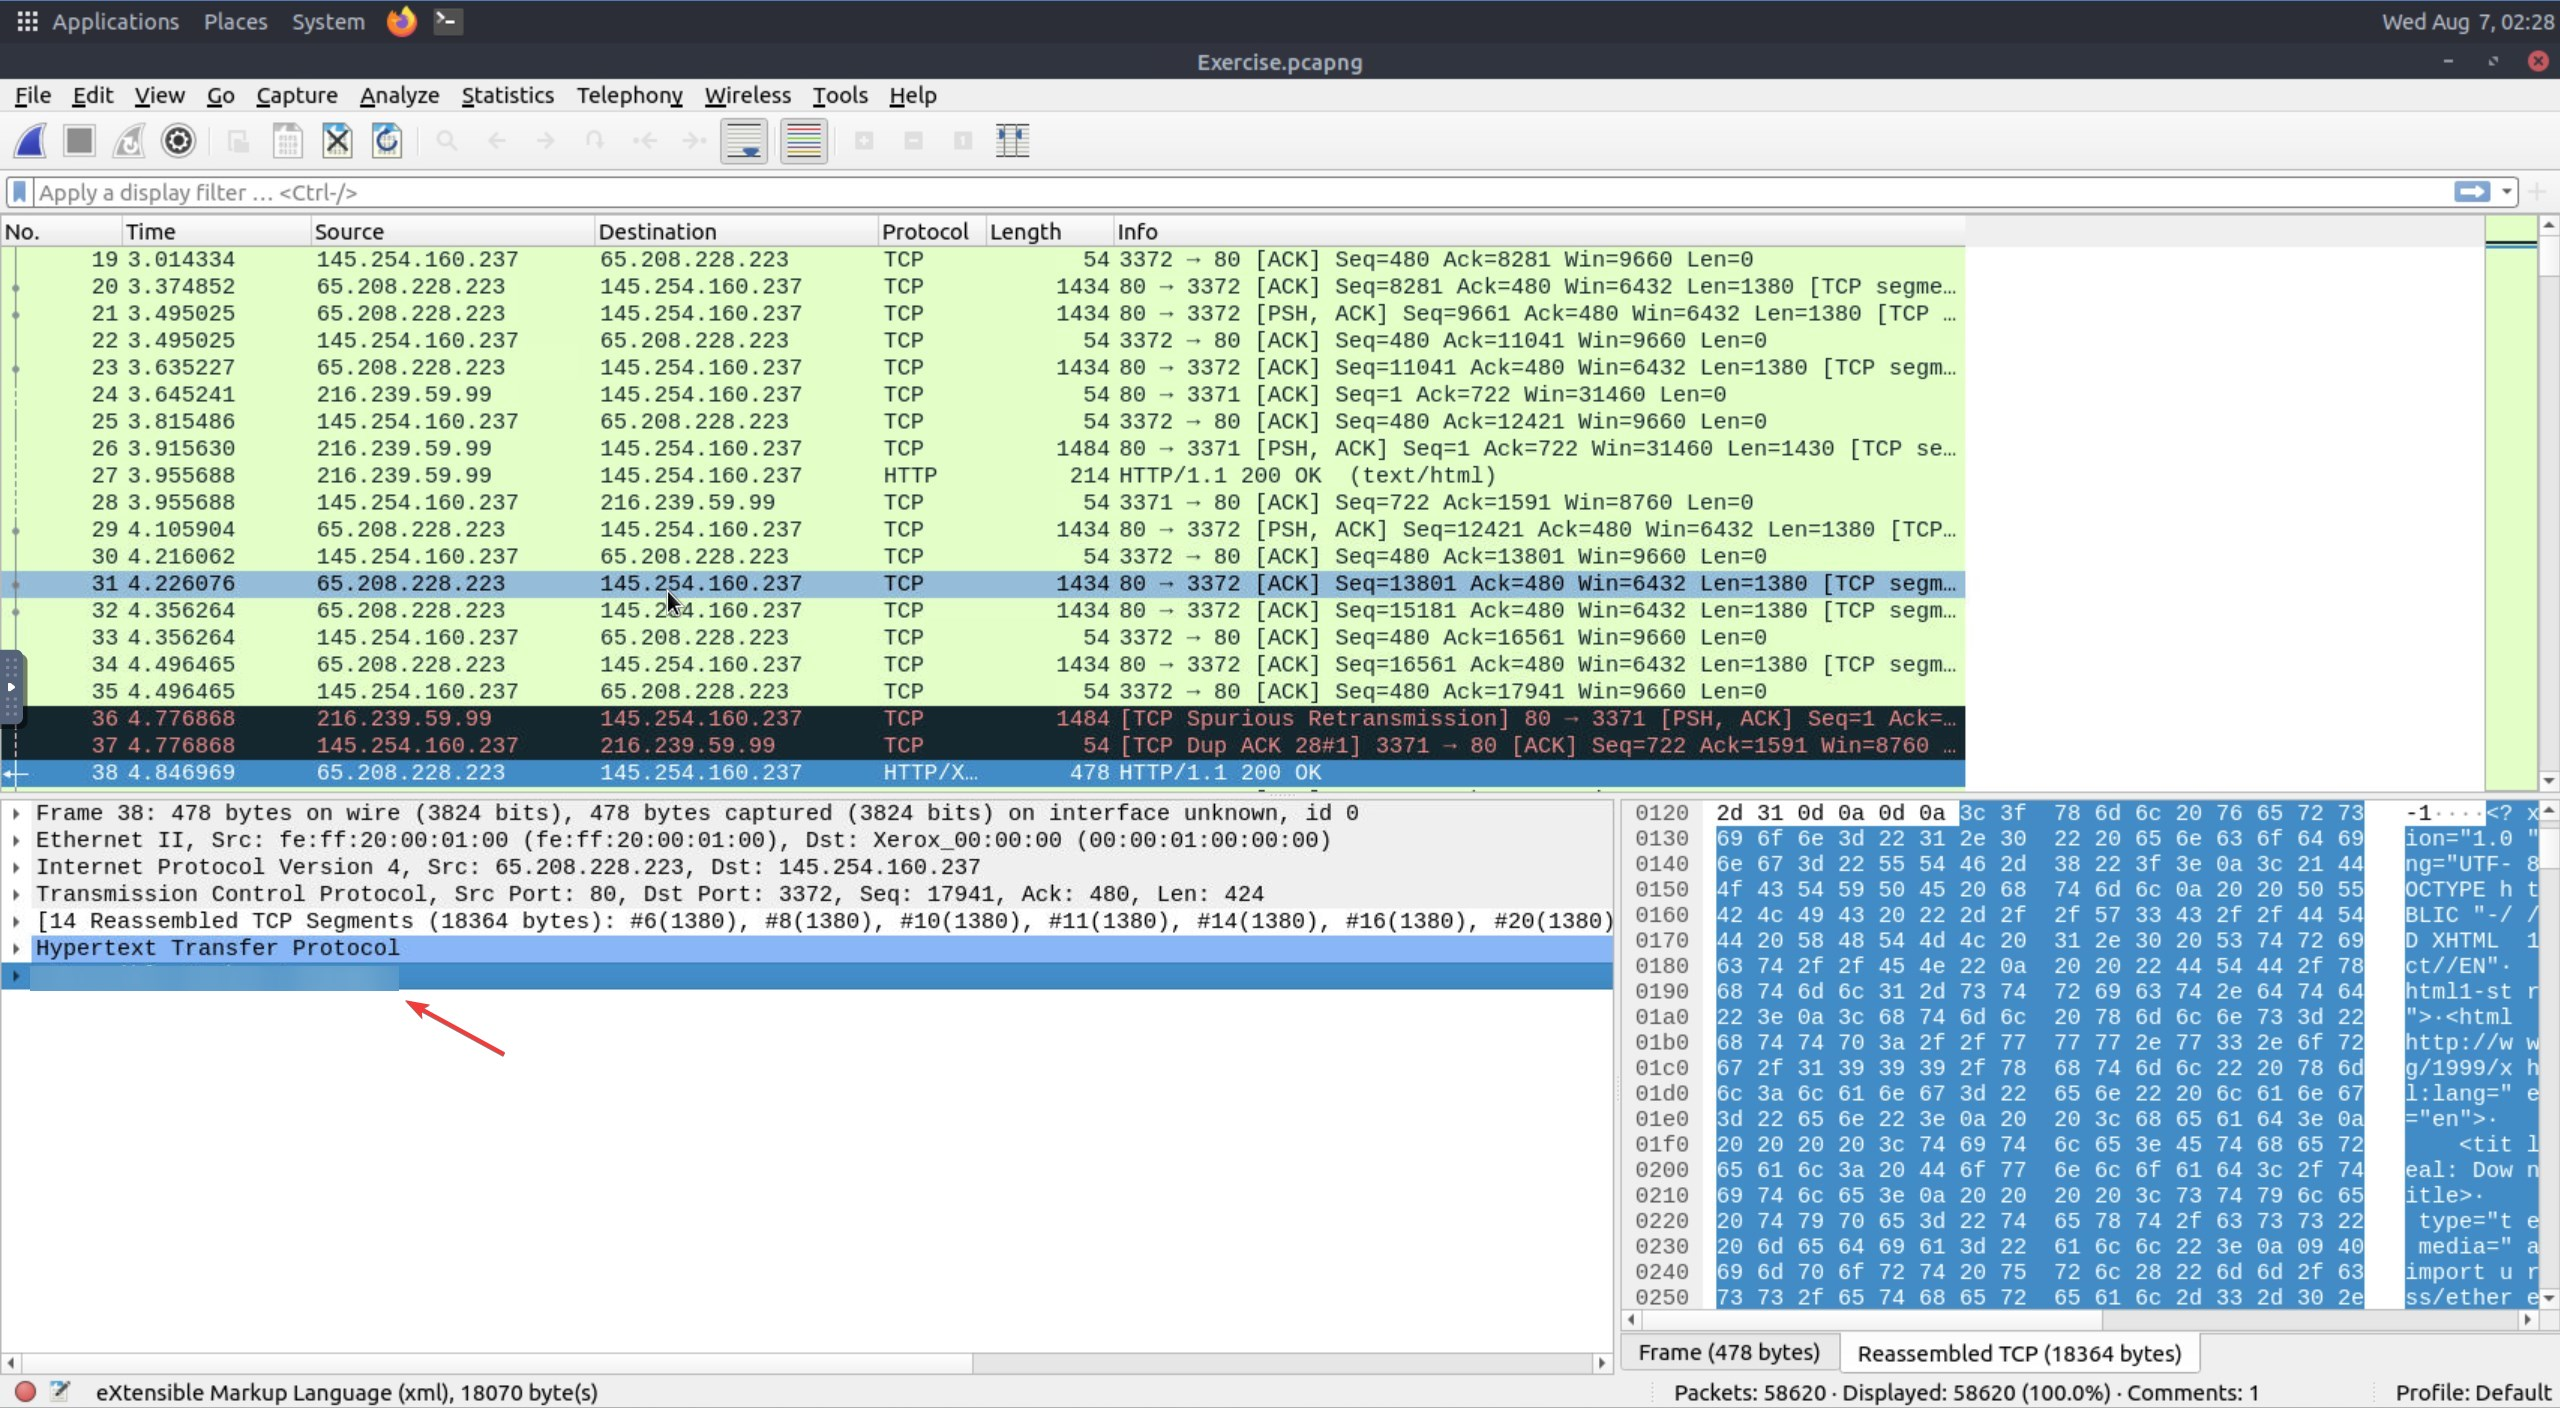 Applications Places System Wed Aug 7, 02:28
Exercise.pcapng
File Edit View Go Capture Analyze Statistics Telephony Wireless Tools Help
Apply a display filter … <Ctrl-/>
No. Time Source Destination Protocol Length Info
19 3.014334 145.254.160.237 65.208.228.223 TCP 54 3372 → 80 [ACK] Seq=480 Ack=8281 Win=9660 Len=0
20 3.374852 65.208.228.223 145.254.160.237 TCP 1434 80 → 3372 [ACK] Seq=8281 Ack=480 Win=6432 Len=1380 [TCP segme…
21 3.495025 65.208.228.223 145.254.160.237 TCP 1434 80 → 3372 [PSH, ACK] Seq=9661 Ack=480 Win=6432 Len=1380 [TCP …
22 3.495025 145.254.160.237 65.208.228.223 TCP 54 3372 → 80 [ACK] Seq=480 Ack=11041 Win=9660 Len=0
23 3.635227 65.208.228.223 145.254.160.237 TCP 1434 80 → 3372 [ACK] Seq=11041 Ack=480 Win=6432 Len=1380 [TCP segm…
24 3.645241 216.239.59.99 145.254.160.237 TCP 54 80 → 3371 [ACK] Seq=1 Ack=722 Win=31460 Len=0
25 3.815486 145.254.160.237 65.208.228.223 TCP 54 3372 → 80 [ACK] Seq=480 Ack=12421 Win=9660 Len=0
26 3.915630 216.239.59.99 145.254.160.237 TCP 1484 80 → 3371 [PSH, ACK] Seq=1 Ack=722 Win=31460 Len=1430 [TCP se…
27 3.955688 216.239.59.99 145.254.160.237 HTTP 214 HTTP/1.1 200 OK (text/html)
28 3.955688 145.254.160.237 216.239.59.99 TCP 54 3371 → 80 [ACK] Seq=722 Ack=1591 Win=8760 Len=0
29 4.105904 65.208.228.223 145.254.160.237 TCP 1434 80 → 3372 [PSH, ACK] Seq=12421 Ack=480 Win=6432 Len=1380 [TCP…
30 4.216062 145.254.160.237 65.208.228.223 TCP 54 3372 → 80 [ACK] Seq=480 Ack=13801 Win=9660 Len=0
31 4.226076 65.208.228.223 145.254.160.237 TCP 1434 80 → 3372 [ACK] Seq=13801 Ack=480 Win=6432 Len=1380 [TCP segm…
32 4.356264 65.208.228.223 145.254.160.237 TCP 1434 80 → 3372 [ACK] Seq=15181 Ack=480 Win=6432 Len=1380 [TCP segm…
33 4.356264 145.254.160.237 65.208.228.223 TCP 54 3372 → 80 [ACK] Seq=480 Ack=16561 Win=9660 Len=0
34 4.496465 65.208.228.223 145.254.160.237 TCP 1434 80 → 3372 [ACK] Seq=16561 Ack=480 Win=6432 Len=1380 [TCP segm…
35 4.496465 145.254.160.237 65.208.228.223 TCP 54 3372 → 80 [ACK] Seq=480 Ack=17941 Win=9660 Len=0
36 4.776868 216.239.59.99 145.254.160.237 TCP 1484 [TCP Spurious Retransmission] 80 → 3371 [PSH, ACK] Seq=1 Ack=…
37 4.776868 145.254.160.237 216.239.59.99 TCP 54 [TCP Dup ACK 28#1] 3371 → 80 [ACK] Seq=722 Ack=1591 Win=8760 …
38 4.846969 65.208.228.223 145.254.160.237 HTTP/X… 478 HTTP/1.1 200 OK
Frame 38: 478 bytes on wire (3824 bits), 478 bytes captured (3824 bits) on interface unknown, id 0
Ethernet II, Src: fe:ff:20:00:01:00 (fe:ff:20:00:01:00), Dst: Xerox_00:00:00 (00:00:01:00:00:00)
Internet Protocol Version 4, Src: 65.208.228.223, Dst: 145.254.160.237
Transmission Control Protocol, Src Port: 80, Dst Port: 3372, Seq: 17941, Ack: 480, Len: 424
[14 Reassembled TCP Segments (18364 bytes): #6(1380), #8(1380), #10(1380), #11(1380), #14(1380), #16(1380), #20(1380)
Hypertext Transfer Protocol
0120 2d 31 0d 0a 0d 0a 3c 3f 78 6d 6c 20 76 65 72 73 -1····<? x
0130 69 6f 6e 3d 22 31 2e 30 22 20 65 6e 63 6f 64 69 ion="1.0 "
0140 6e 67 3d 22 55 54 46 2d 38 22 3f 3e 0a 3c 21 44 ng="UTF- 8
0150 4f 43 54 59 50 45 20 68 74 6d 6c 0a 20 20 50 55 OCTYPE h t
0160 42 4c 49 43 20 22 2d 2f 2f 57 33 43 2f 2f 44 54 BLIC "-/ /
0170 44 20 58 48 54 4d 4c 20 31 2e 30 20 53 74 72 69 D XHTML 1
0180 63 74 2f 2f 45 4e 22 0a 20 20 22 44 54 44 2f 78 ct//EN"·
0190 68 74 6d 6c 31 2d 73 74 72 69 63 74 2e 64 74 64 html1-st r
01a0 22 3e 0a 3c 68 74 6d 6c 20 78 6d 6c 6e 73 3d 22 ">·<html
01b0 68 74 74 70 3a 2f 2f 77 77 77 2e 77 33 2e 6f 72 http://w w
01c0 67 2f 31 39 39 39 2f 78 68 74 6d 6c 22 20 78 6d g/1999/x h
01d0 6c 3a 6c 61 6e 67 3d 22 65 6e 22 20 6c 61 6e 67 l:lang=" e
01e0 3d 22 65 6e 22 3e 0a 20 20 3c 68 65 61 64 3e 0a ="en">·
01f0 20 20 20 20 3c 74 69 74 6c 65 3e 45 74 68 65 72 <tit l
0200 65 61 6c 3a 20 44 6f 77 6e 6c 6f 61 64 3c 2f 74 eal: Dow n
0210 69 74 6c 65 3e 0a 20 20 20 20 3c 73 74 79 6c 65 itle>·
0220 20 74 79 70 65 3d 22 74 65 78 74 2f 63 73 73 22 type="t e
0230 20 6d 65 64 69 61 3d 22 61 6c 6c 22 3e 0a 09 40 media=" a
0240 69 6d 70 6f 72 74 20 75 72 6c 28 22 6d 6d 2f 63 import u r
0250 73 73 2f 65 74 68 65 72 65 61 6c 2d 33 2d 30 2e ss/ether e
Frame (478 bytes) Reassembled TCP (18364 bytes)
eXtensible Markup Language (xml), 18070 byte(s) Packets: 58620 · Displayed: 58620 (100.0%) · Comments: 1 Profile: Default